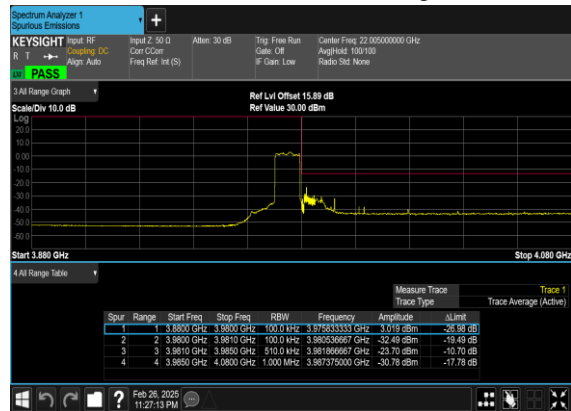 Spectrum Analyzer 1
Spurious Emissions
+
KEYSIGHT Input: RF Input Z: 50 Ω Atten: 30 dB Trig: Free Run Center Freq: 22.005000000 GHz
R T Coupling: DC Corr CCorr Gate: Off Avg|Hold: 100/100
Align: Auto Freq Ref: Int (S) IF Gain: Low Radio Std: None
LW PASS
3 All Range Graph
Ref Lvl Offset 15.89 dB
Scale/Div 10.0 dB Ref Value 30.00 dBm
Log
20.0
10.0
0.00
-10.0
-20.0
-30.0
-40.0
-50.0
-60.0
Start 3.880 GHz Stop 4.080 GHz
4 All Range Table
Measure Trace Trace 1
Trace Type Trace Average (Active)
Spur Range Start Freq Stop Freq RBW Frequency Amplitude ΔLimit
1 1 3.8800 GHz 3.9800 GHz 100.0 kHz 3.975833333 GHz 3.019 dBm -26.98 dB
2 2 3.9800 GHz 3.9810 GHz 100.0 kHz 3.980536667 GHz -32.49 dBm -19.49 dB
3 3 3.9810 GHz 3.9850 GHz 510.0 kHz 3.981866667 GHz -23.70 dBm -10.70 dB
4 4 3.9850 GHz 4.0800 GHz 1.000 MHz 3.987375000 GHz -30.78 dBm -17.78 dB
? Feb 26, 2025
11:27:13 PM